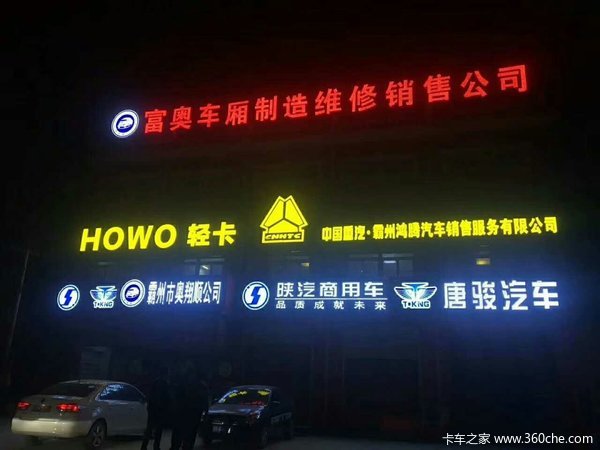 富奥车厢制造维修销售公司
HOWO 轻卡
CNHTC
中国重汽·霸州鸿腾汽车销售服务有限公司
霸州市奥翔顺公司
陕汽商用车
品质成就未来
T·KING
唐骏汽车
卡车之家 www.360che.com